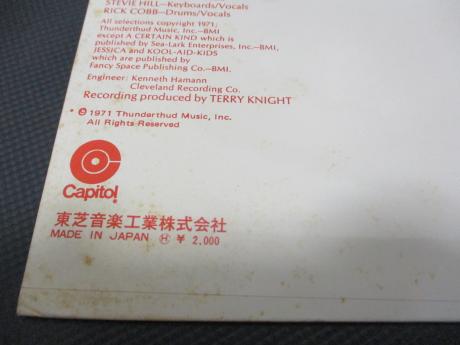 STEVIE HILL—Keyboards/Vocals
RICK COBB—Drums/Vocals
All selections copyright 1971;
Thunderthud Music, Inc.—BMI
except A CERTAIN KIND which is
published by Sea-Lark Enterprises, Inc.—BMI,
JESSICA and KOOL-AID-KIDS
which are published by
Fancy Space Publishing Co.—BMI.
Engineer: Kenneth Hamann
Cleveland Recording Co.
Recording produced by TERRY KNIGHT
℗1971 Thunderthud Music, Inc.
All Rights Reserved
Capitol
東芝音楽工業株式会社
MADE IN JAPAN Ⓗ ¥ 2,000